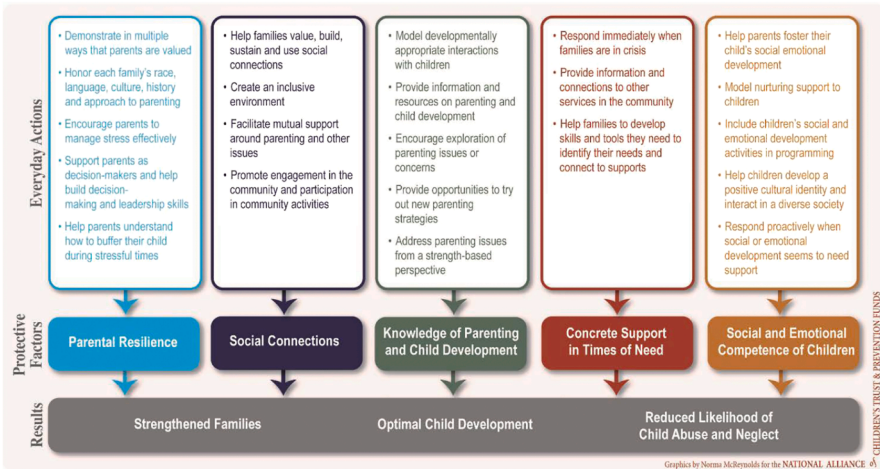 Everyday Actions
• Demonstrate in multiple
ways that parents are valued
• Honor each family's race,
language, culture, history
and approach to parenting
• Encourage parents to
manage stress effectively
• Support parents as
decision-makers and help
build decision-
making and leadership skills
• Help parents understand
how to buffer their child
during stressful times
• Help families value, build,
sustain and use social
connections
• Create an inclusive
environment
• Facilitate mutual support
around parenting and other
issues
• Promote engagement in the
community and participation
in community activities
• Model developmentally
appropriate interactions
with children
• Provide information and
resources on parenting and
child development
• Encourage exploration of
parenting issues or
concerns
• Provide opportunities to try
out new parenting
strategies
• Address parenting issues
from a strength-based
perspective
• Respond immediately when
families are in crisis
• Provide information and
connections to other
services in the community
• Help families to develop
skills and tools they need to
identify their needs and
connect to supports
• Help parents foster their
child's social emotional
development
• Model nurturing support to
children
• Include children's social and
emotional development
activities in programming
• Help children develop a
positive cultural identity and
interact in a diverse society
• Respond proactively when
social or emotional
development seems to need
support
Protective
Factors
Parental Resilience
Social Connections
Knowledge of Parenting
and Child Development
Concrete Support
in Times of Need
Social and Emotional
Competence of Children
Results
Strengthened Families
Optimal Child Development
Reduced Likelihood of
Child Abuse and Neglect
Graphics by Norma McReynolds for the NATIONAL ALLIANCE of
CHILDREN'S TRUST & PREVENTION FUNDS